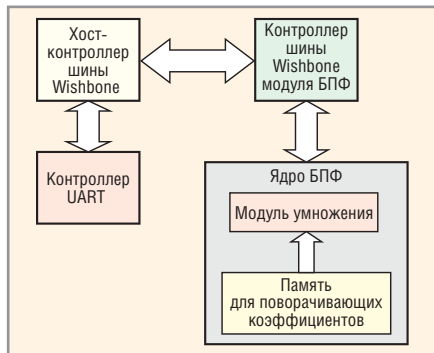 Хост-
контроллер
шины
Wishbone
Контроллер
шины
Wishbone
модуля БПФ
Контроллер
UART
Ядро БПФ
Модуль умножения
Память
для поворачивающих
коэффициентов